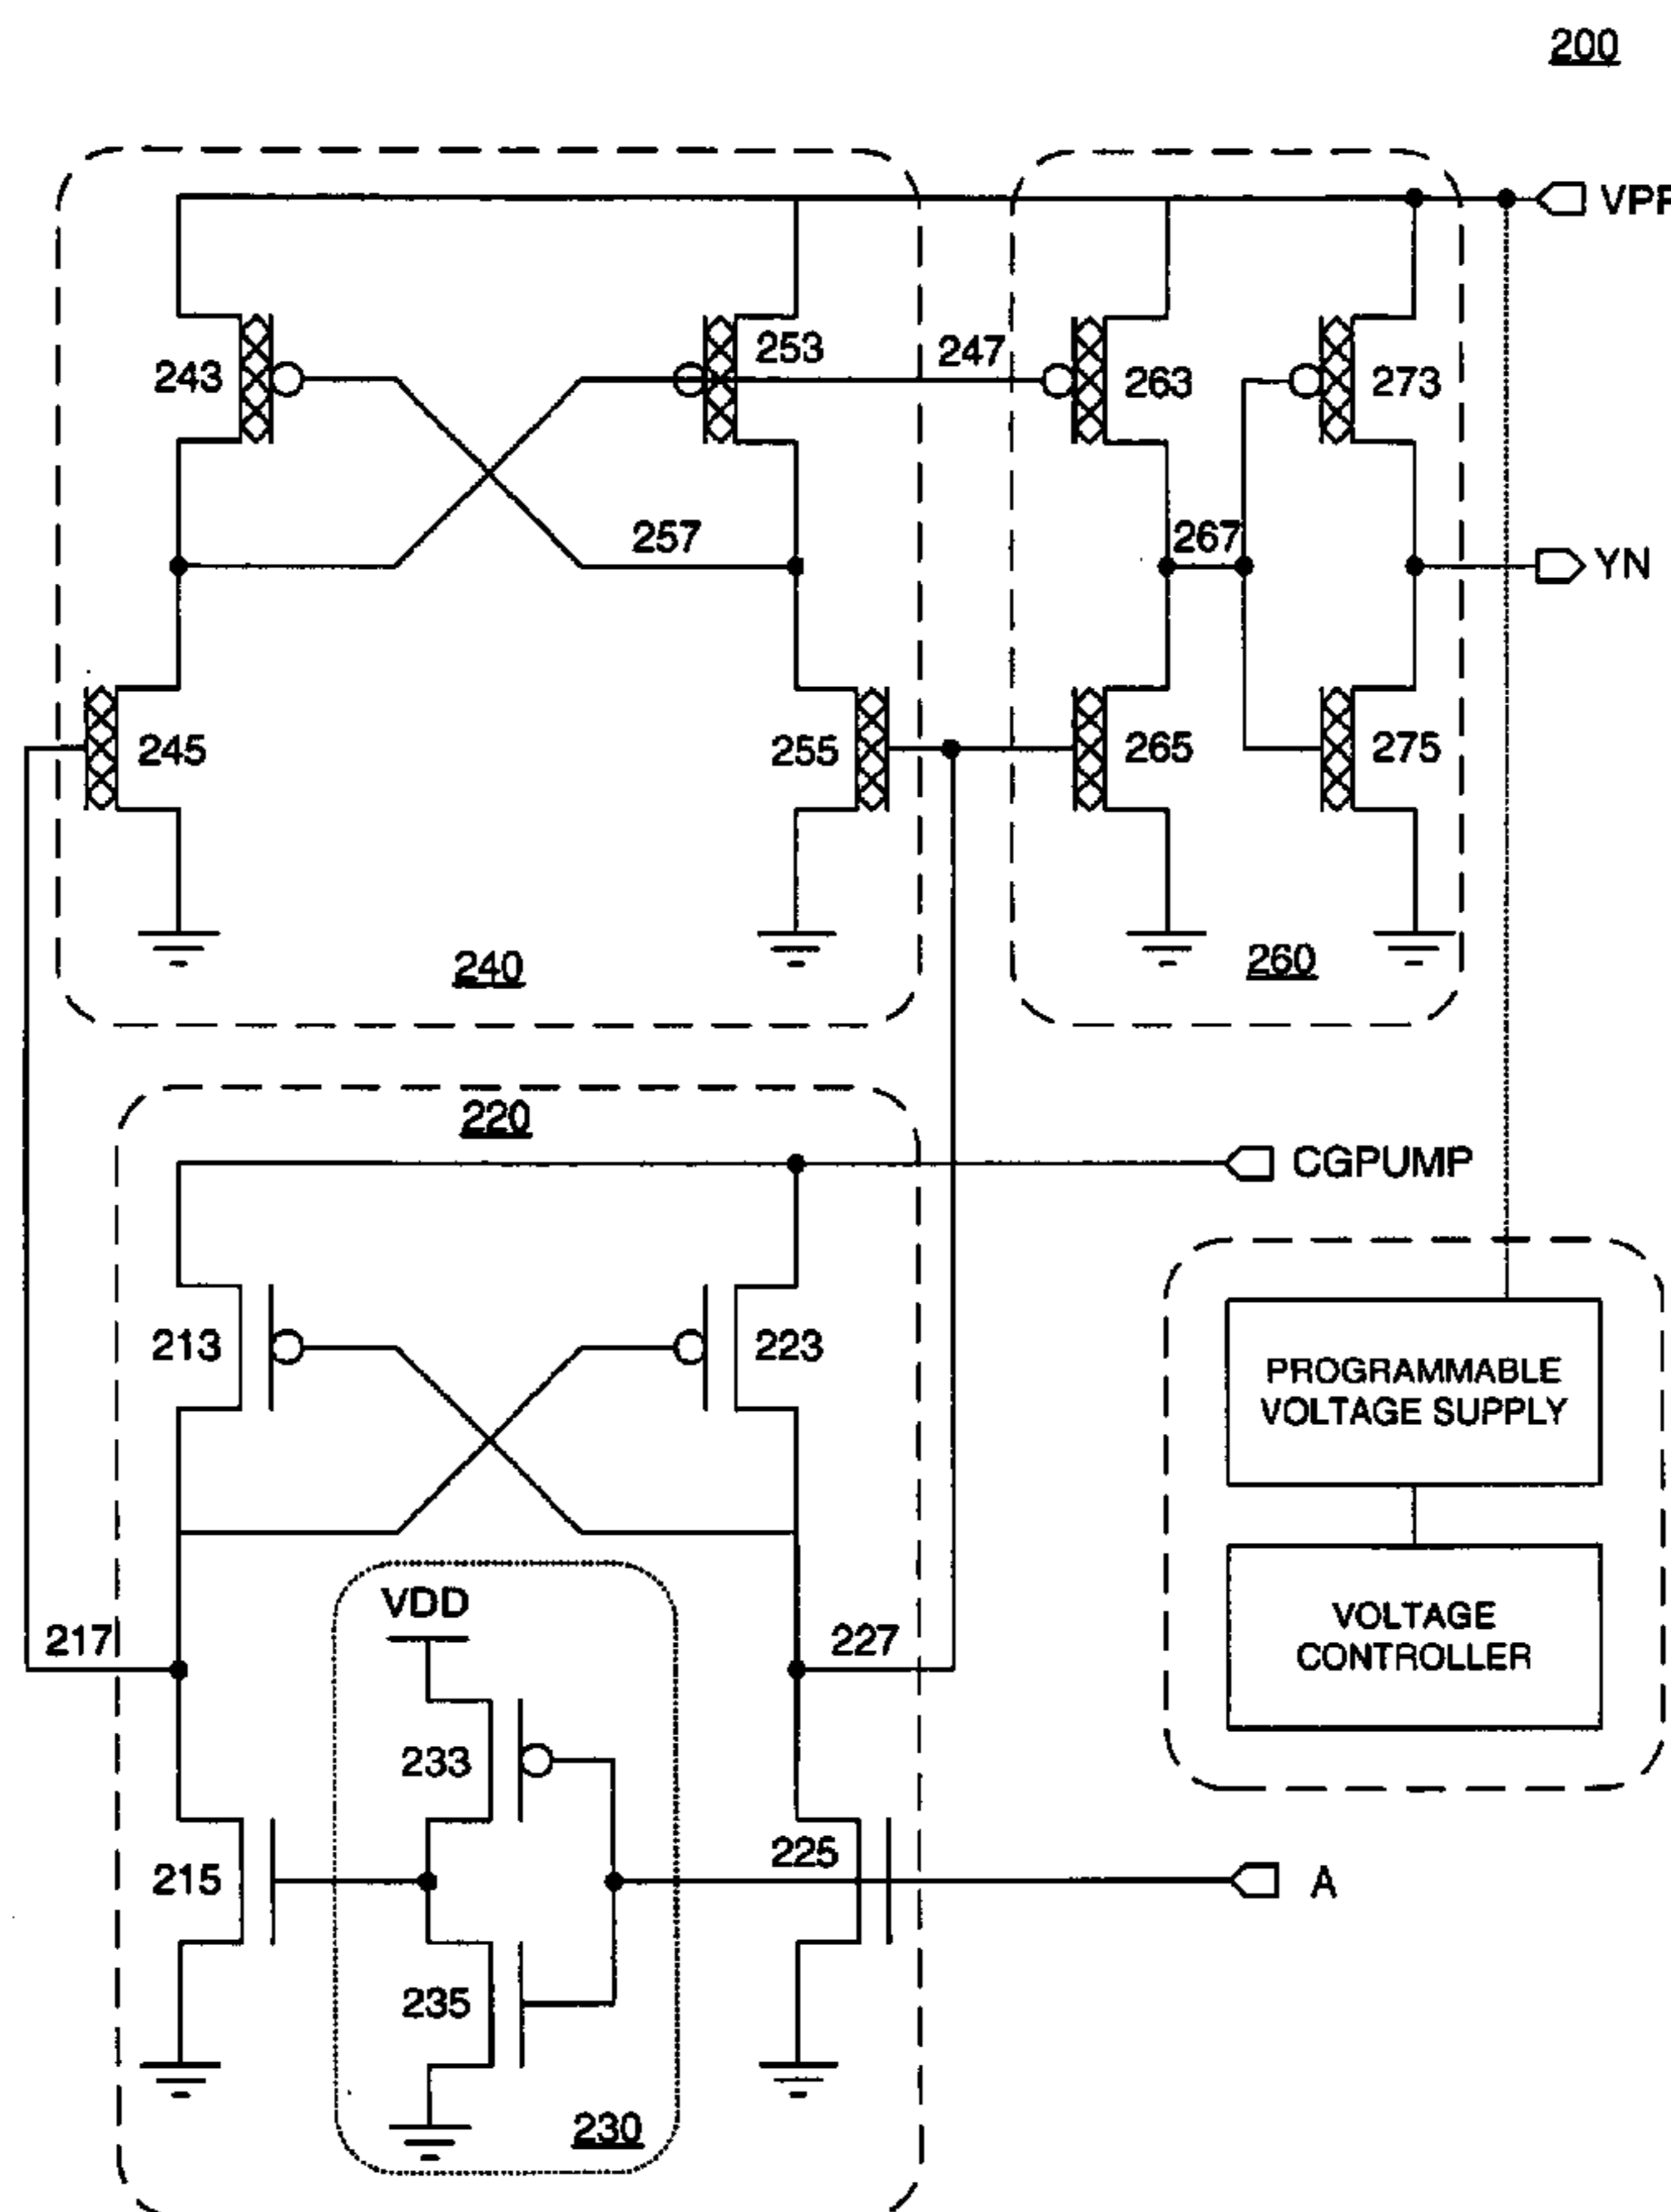 200
VPP
243
253
247
263
273
257
267
YN
245
255
265
275
240
260
220
CGPUMP
213
223
PROGRAMMABLE
VOLTAGE SUPPLY
VDD
217
227
VOLTAGE
CONTROLLER
233
215
225
A
235
230